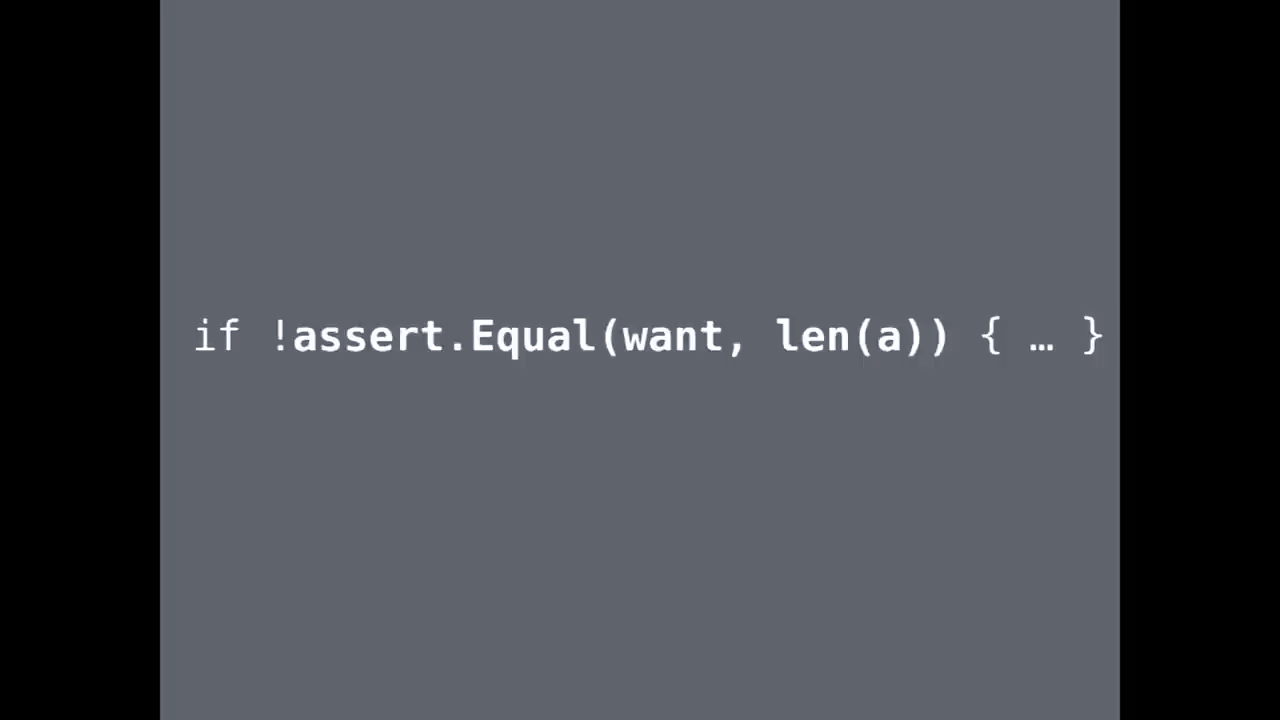 if !assert.Equal(want, len(a)) { … }